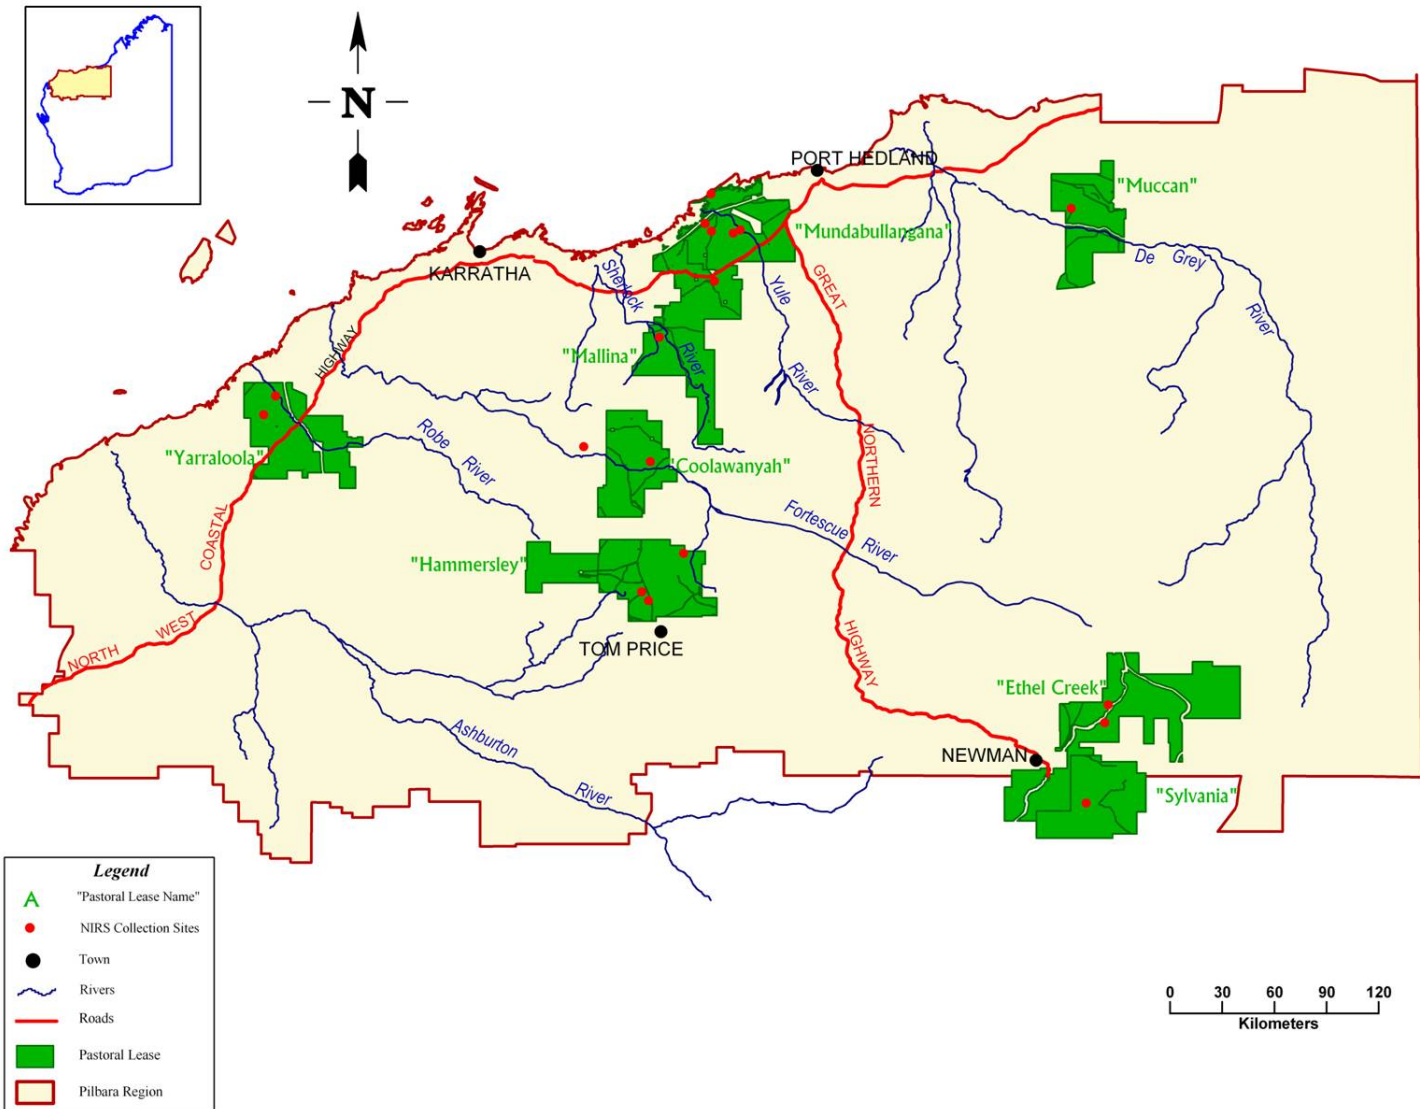 N
PORT HEDLAND
"Muccan"
"Mundabullangana"
KARRATHA
Sherlock
River
Yule
River
GREAT
NORTHERN
HIGHWAY
De Grey
River
"Mallina"
HIGHWAY
"Yarraloola"
Robe
River
"Coolawanyah"
Fortescue
River
COASTAL
"Hammersley"
WEST
NORTH
TOM PRICE
"Ethel Creek"
Ashburton
River
NEWMAN
"Sylvania"
Legend
A "Pastoral Lease Name"
NIRS Collection Sites
Town
Rivers
Roads
Pastoral Lease
Pilbara Region
0 30 60 90 120
Kilometers